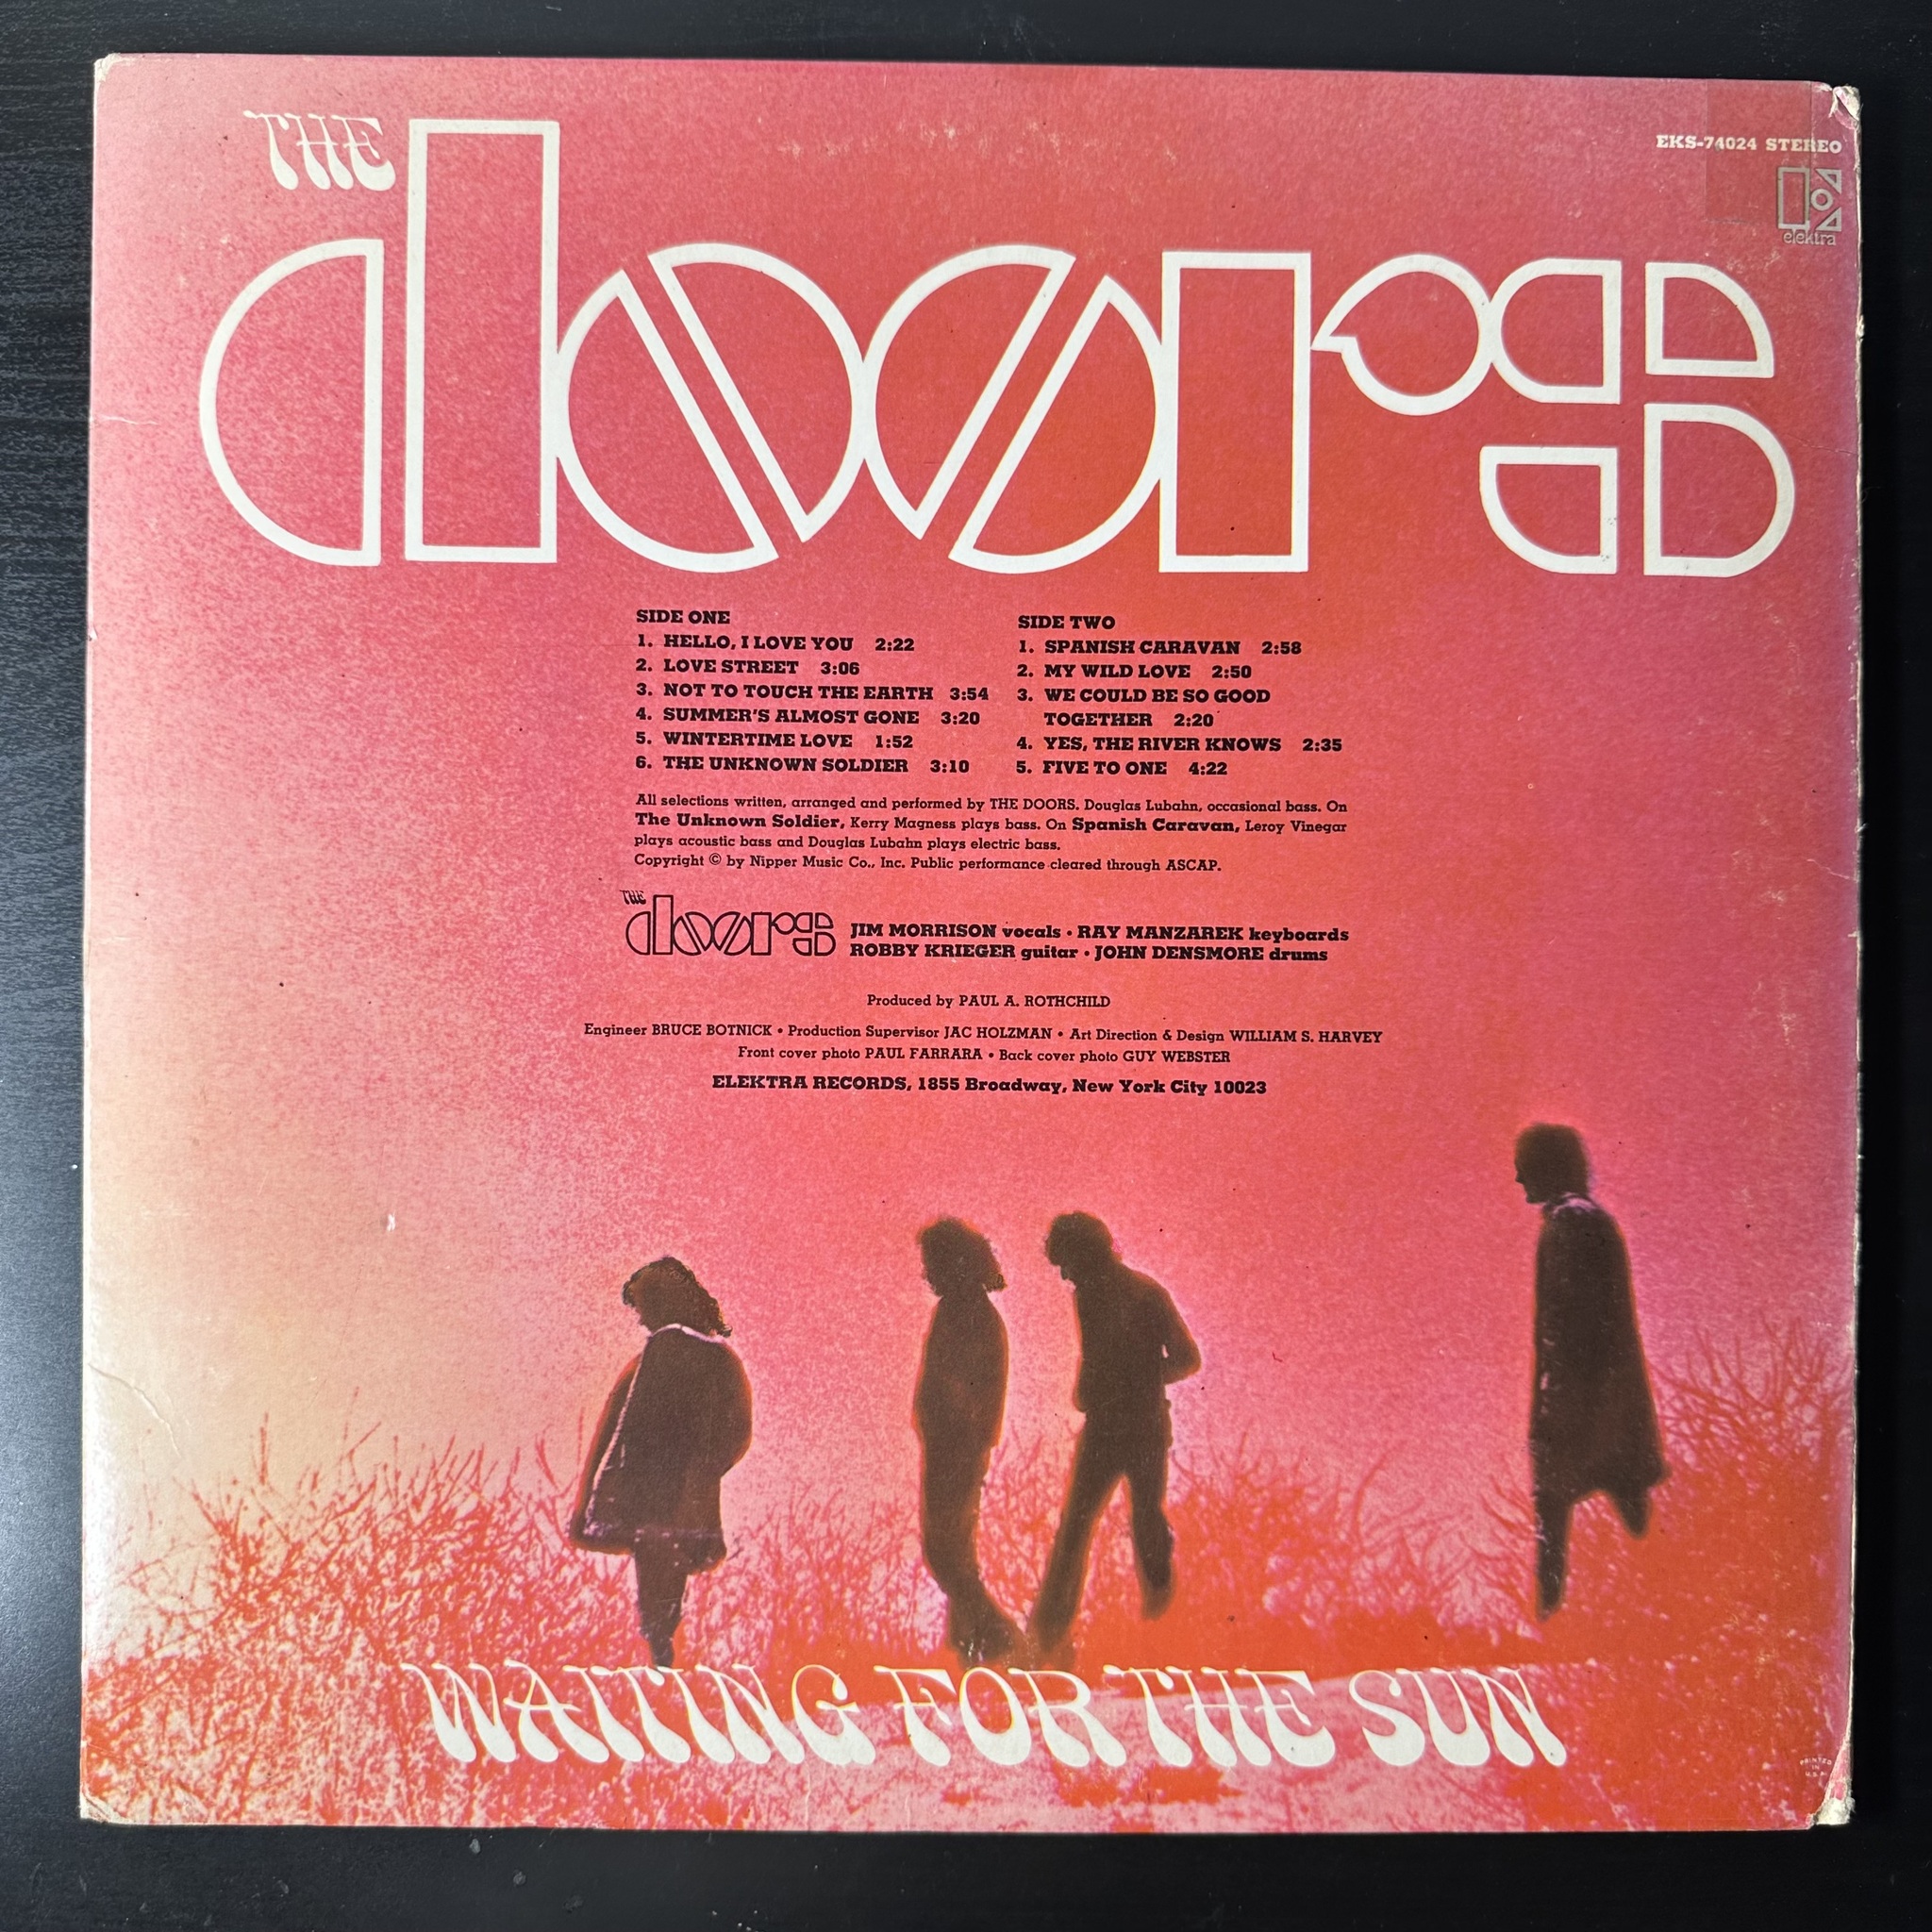 THE
doors
EKS-74024 STEREO
elektra
SIDE ONE
1. HELLO, I LOVE YOU 2:22
2. LOVE STREET 3:06
3. NOT TO TOUCH THE EARTH 3:54
4. SUMMER'S ALMOST GONE 3:20
5. WINTERTIME LOVE 1:52
6. THE UNKNOWN SOLDIER 3:10
SIDE TWO
1. SPANISH CARAVAN 2:58
2. MY WILD LOVE 2:50
3. WE COULD BE SO GOOD
TOGETHER 2:20
4. YES, THE RIVER KNOWS 2:35
5. FIVE TO ONE 4:22
All selections written, arranged and performed by THE DOORS. Douglas Lubahn, occasional bass. On
The Unknown Soldier, Kerry Magness plays bass. On Spanish Caravan, Leroy Vinegar
plays acoustic bass and Douglas Lubahn plays electric bass.
Copyright © by Nipper Music Co., Inc. Public performance cleared through ASCAP.
THE
doors
JIM MORRISON vocals • RAY MANZAREK keyboards
ROBBY KRIEGER guitar • JOHN DENSMORE drums
Produced by PAUL A. ROTHCHILD
Engineer BRUCE BOTNICK • Production Supervisor JAC HOLZMAN • Art Direction & Design WILLIAM S. HARVEY
Front cover photo PAUL FARRARA • Back cover photo GUY WEBSTER
ELEKTRA RECORDS, 1855 Broadway, New York City 10023
WAITING FOR THE SUN
PRINTED
IN
U.S.A.